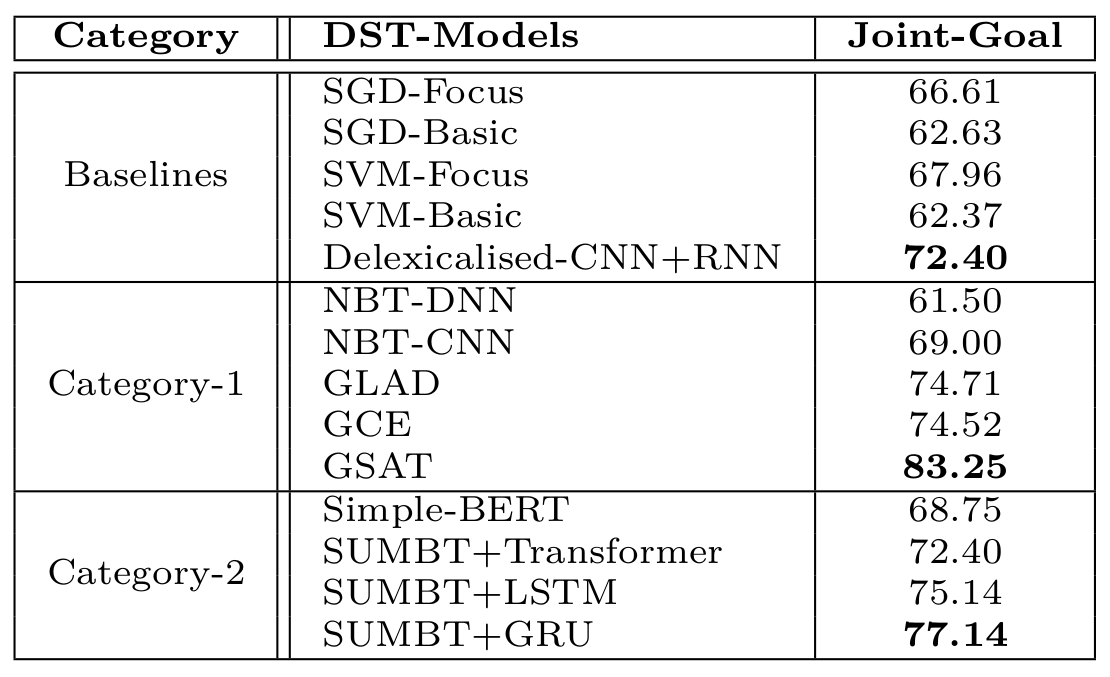 Category DST-Models Joint-Goal
Baselines
SGD-Focus 66.61
SGD-Basic 62.63
SVM-Focus 67.96
SVM-Basic 62.37
Delexicalised-CNN+RNN 72.40
Category-1
NBT-DNN 61.50
NBT-CNN 69.00
GLAD 74.71
GCE 74.52
GSAT 83.25
Category-2
Simple-BERT 68.75
SUMBT+Transformer 72.40
SUMBT+LSTM 75.14
SUMBT+GRU 77.14